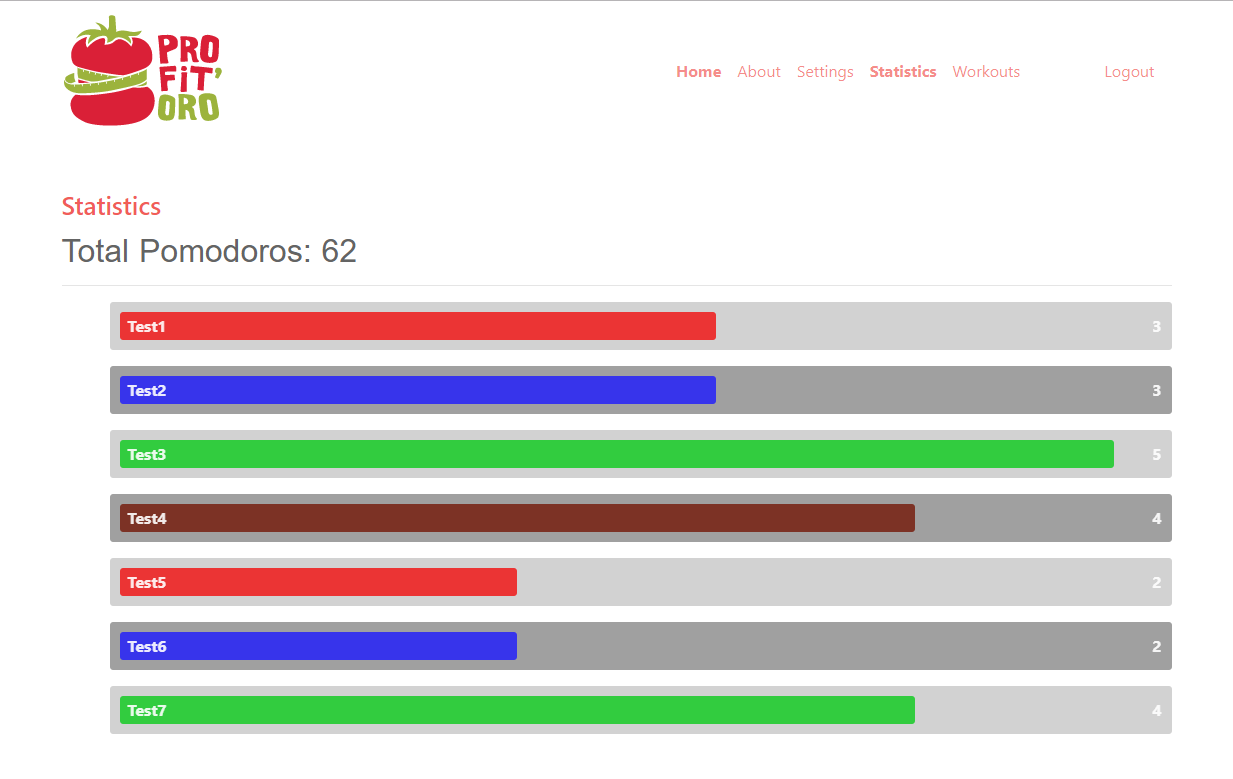 PRO
FiT'
ORO
Home About Settings Statistics Workouts Logout
Statistics
Total Pomodoros: 62
Test1 3
Test2 3
Test3 5
Test4 4
Test5 2
Test6 2
Test7 4